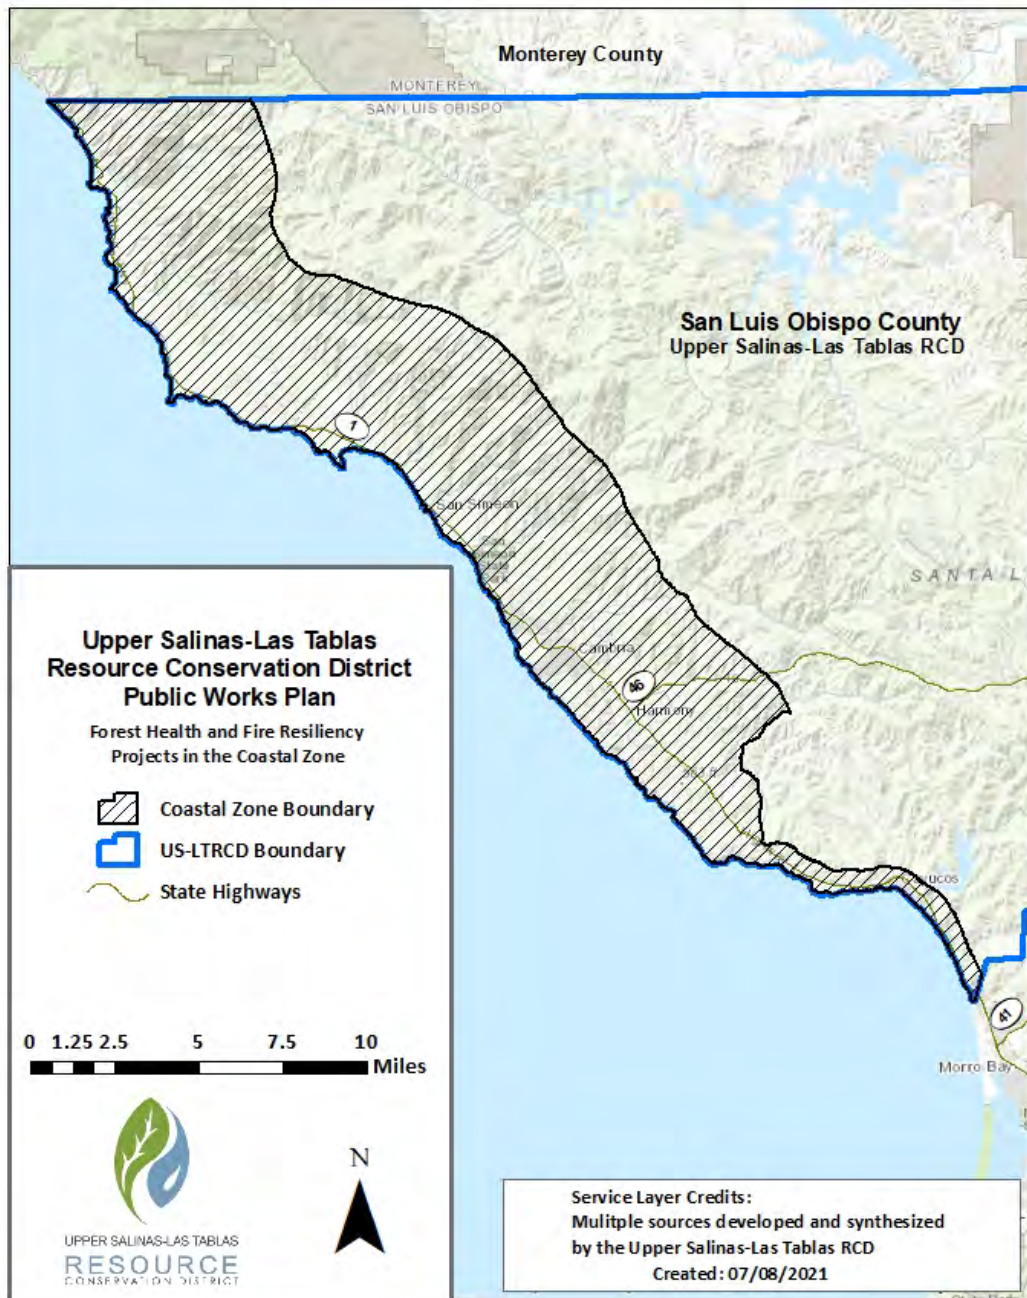 Monterey County
MONTEREY
SAN LUIS OBISPO
San Luis Obispo County
Upper Salinas-Las Tablas RCD
1
San Simeon
San
Simeon
State
Park
SANTA L
Cambria
46
Harmony
Upper Salinas-Las Tablas
Resource Conservation District
Public Works Plan
Forest Health and Fire Resiliency
Projects in the Coastal Zone
Coastal Zone Boundary
US-LTRCD Boundary
State Highways
41
Morro Bay
0 1.25 2.5 5 7.5 10
Miles
N
UPPER SALINAS-LAS TABLAS
RESOURCE
CONSERVATION DISTRICT
Service Layer Credits:
Mulitple sources developed and synthesized
by the Upper Salinas-Las Tablas RCD
Created: 07/08/2021